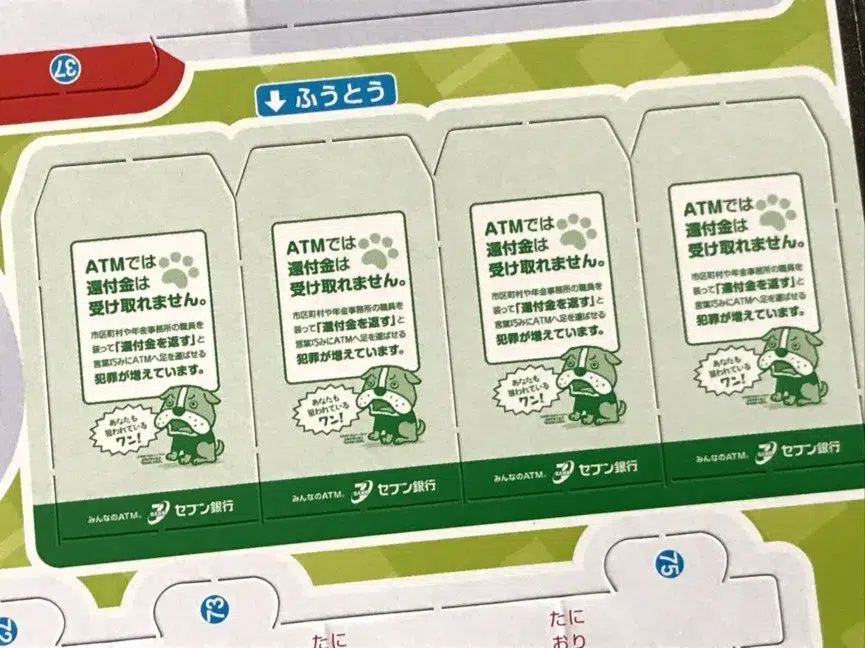 37
↓ ふうとう
ATMでは
還付金は
受け取れません。
市区町村や年金事務所の職員を
装って「還付金を返す」と
言葉巧みにATMへ足を運ばせる
犯罪が増えています。
あなたも
狙われている
ワン!
みんなのATM。
セブン銀行
ATMでは
還付金は
受け取れません。
市区町村や年金事務所の職員を
装って「還付金を返す」と
言葉巧みにATMへ足を運ばせる
犯罪が増えています。
あなたも
狙われている
ワン!
みんなのATM。
セブン銀行
ATMでは
還付金は
受け取れません。
市区町村や年金事務所の職員を
装って「還付金を返す」と
言葉巧みにATMへ足を運ばせる
犯罪が増えています。
あなたも
狙われている
ワン!
みんなのATM。
セブン銀行
ATMでは
還付金は
受け取れません。
市区町村や年金事務所の職員を
装って「還付金を返す」と
言葉巧みにATMへ足を運ばせる
犯罪が増えています。
あなたも
狙われている
ワン!
みんなのATM。
セブン銀行
72
73
75
たに
たに
おり